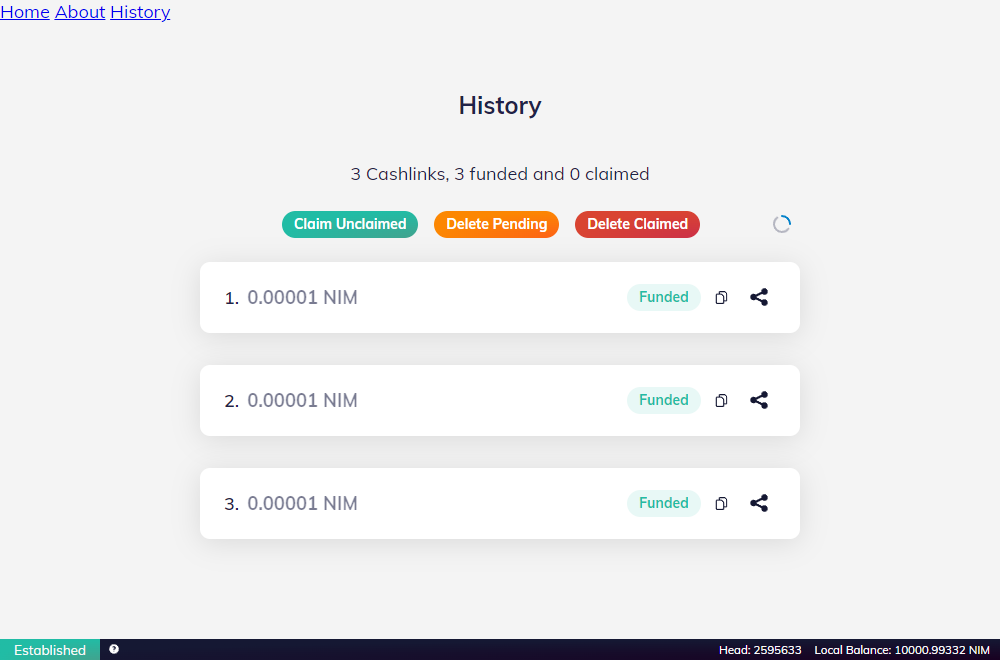 Home About History
History
3 Cashlinks, 3 funded and 0 claimed
Claim Unclaimed Delete Pending Delete Claimed
1. 0.00001 NIM Funded
2. 0.00001 NIM Funded
3. 0.00001 NIM Funded
Established ? Head: 2595633 Local Balance: 10000.99332 NIM